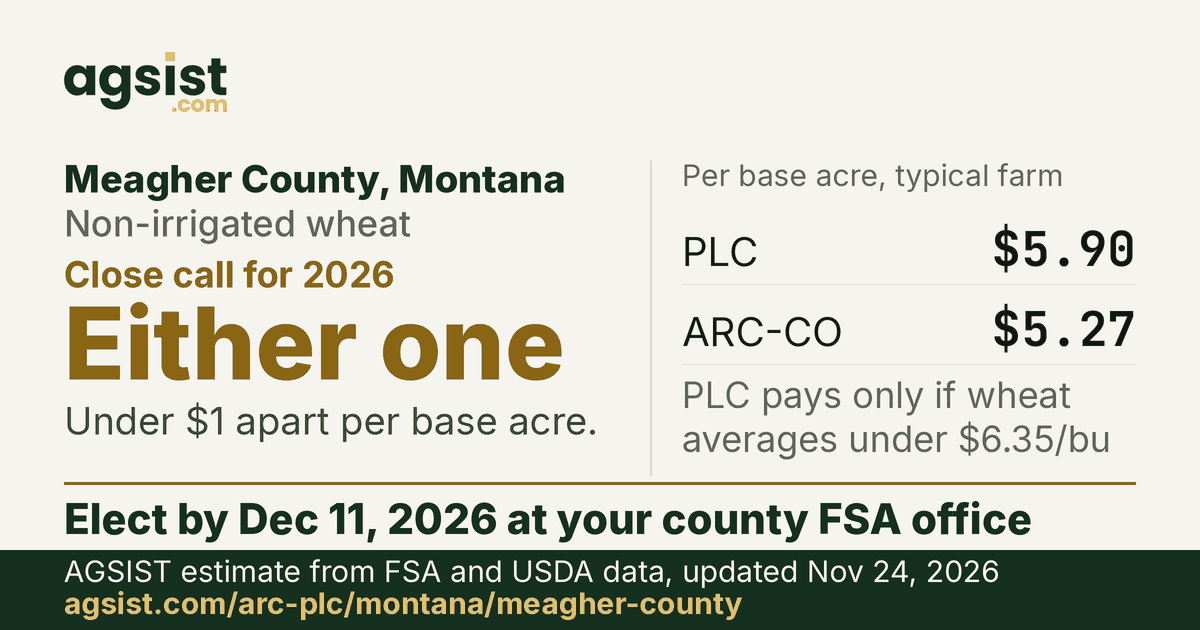 agsist
.com
Meagher County, Montana
Non-irrigated wheat
Close call for 2026
Either one
Under $1 apart per base acre.
Per base acre, typical farm
PLC $5.90
ARC-CO $5.27
PLC pays only if wheat
averages under $6.35/bu
Elect by Dec 11, 2026 at your county FSA office
AGSIST estimate from FSA and USDA data, updated Nov 24, 2026
agsist.com/arc-plc/montana/meagher-county